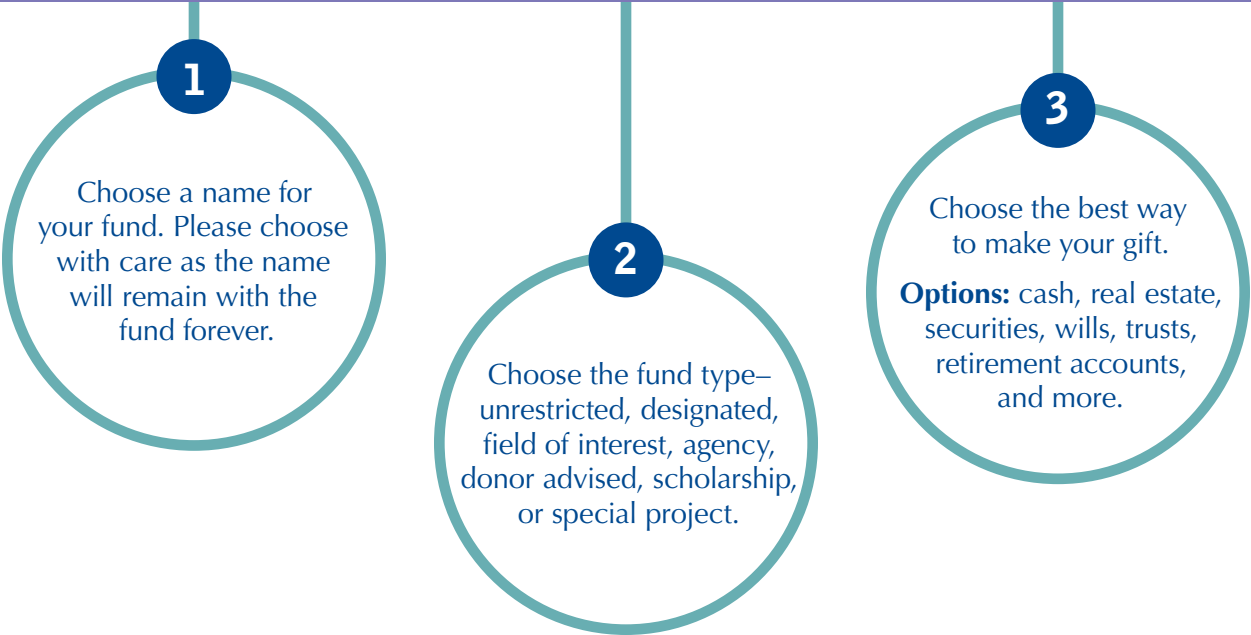 1
Choose a name for
your fund. Please choose
with care as the name
will remain with the
fund forever.
2
Choose the fund type–
unrestricted, designated,
field of interest, agency,
donor advised, scholarship,
or special project.
3
Choose the best way
to make your gift.
Options: cash, real estate,
securities, wills, trusts,
retirement accounts,
and more.